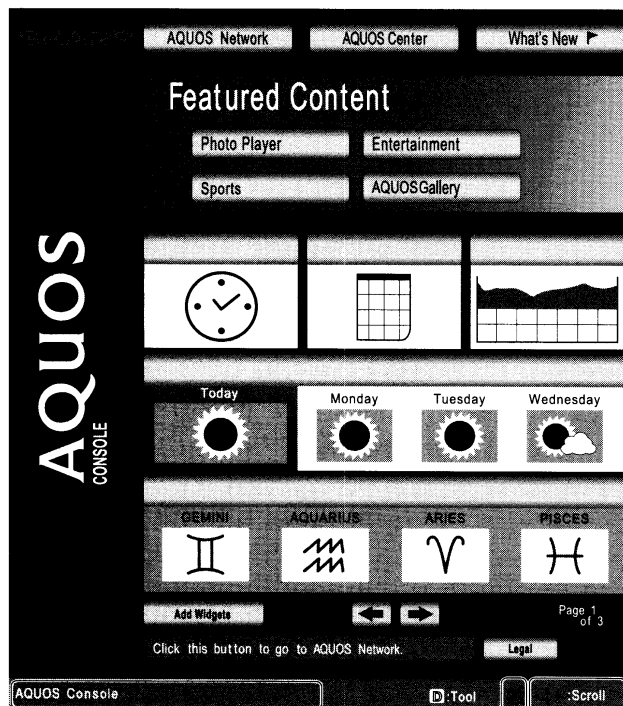 AQUOS Network
AQUOS Center
What's New
Featured Content
Photo Player
Entertainment
Sports
AQUOSGallery
AQUOS
CONSOLE
Today
Monday
Tuesday
Wednesday
GEMINI
AQUARIUS
ARIES
PISCES
Add Widgets
Page 1
of 3
Click this button to go to AQUOS Network.
Legal
AQUOS Console
D:Tool
:Scroll